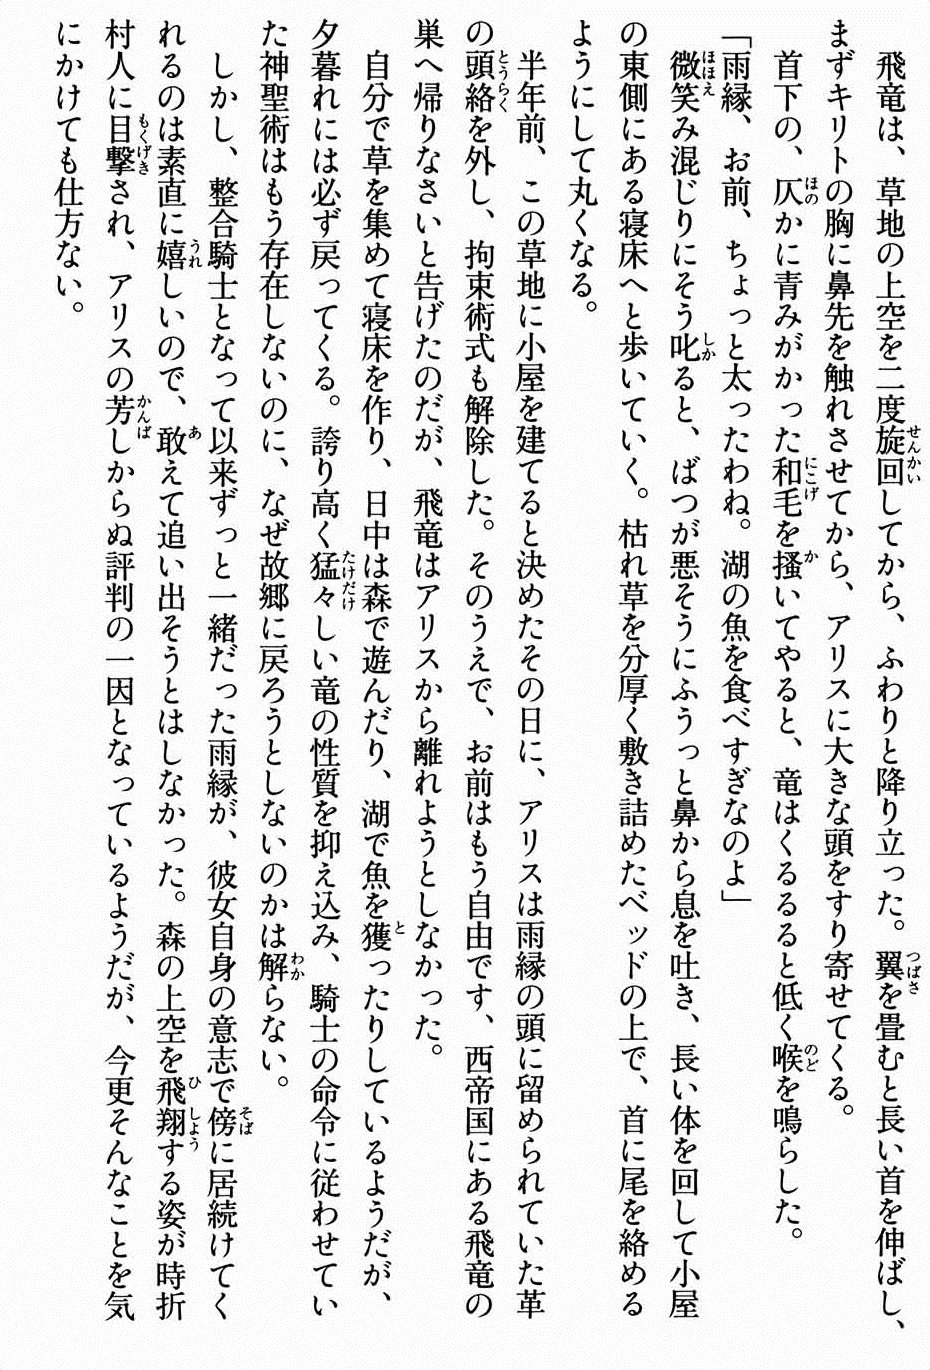 飛竜は、草地の上空を二度旋回してから、ふわりと降り立った。翼を畳むと長い首を伸ばし、
まずキリトの胸に鼻先を触れさせてから、アリスに大きな頭をすり寄せてくる。
　首下の、仄かに青みがかった和毛を掻いてやると、竜はくるるると低く喉を鳴らした。
「雨縁、お前、ちょっと太ったわね。湖の魚を食べすぎなのよ」
　微笑み混じりにそう叱ると、ばつが悪そうにふうっと鼻から息を吐き、長い体を回して小屋
の東側にある寝床へと歩いていく。枯れ草を分厚く敷き詰めたベッドの上で、首に尾を絡める
ようにして丸くなる。
　半年前、この草地に小屋を建てると決めたその日に、アリスは雨縁の頭に留められていた革
の頭絡を外し、拘束術式も解除した。そのうえで、お前はもう自由です、西帝国にある飛竜の
巣へ帰りなさいと告げたのだが、飛竜はアリスから離れようとしなかった。
　自分で草を集めて寝床を作り、日中は森で遊んだり、湖で魚を獲ったりしているようだが、
夕暮れには必ず戻ってくる。誇り高く猛々しい竜の性質を抑え込み、騎士の命令に従わせてい
た神聖術はもう存在しないのに、なぜ故郷に戻ろうとしないのかは解らない。
　しかし、整合騎士となって以来ずっと一緒だった雨縁が、彼女自身の意志で傍に居続けてく
れるのは素直に嬉しいので、敢えて追い出そうとはしなかった。森の上空を飛翔する姿が時折
村人に目撃され、アリスの芳しからぬ評判の一因となっているようだが、今更そんなことを気
にかけても仕方ない。